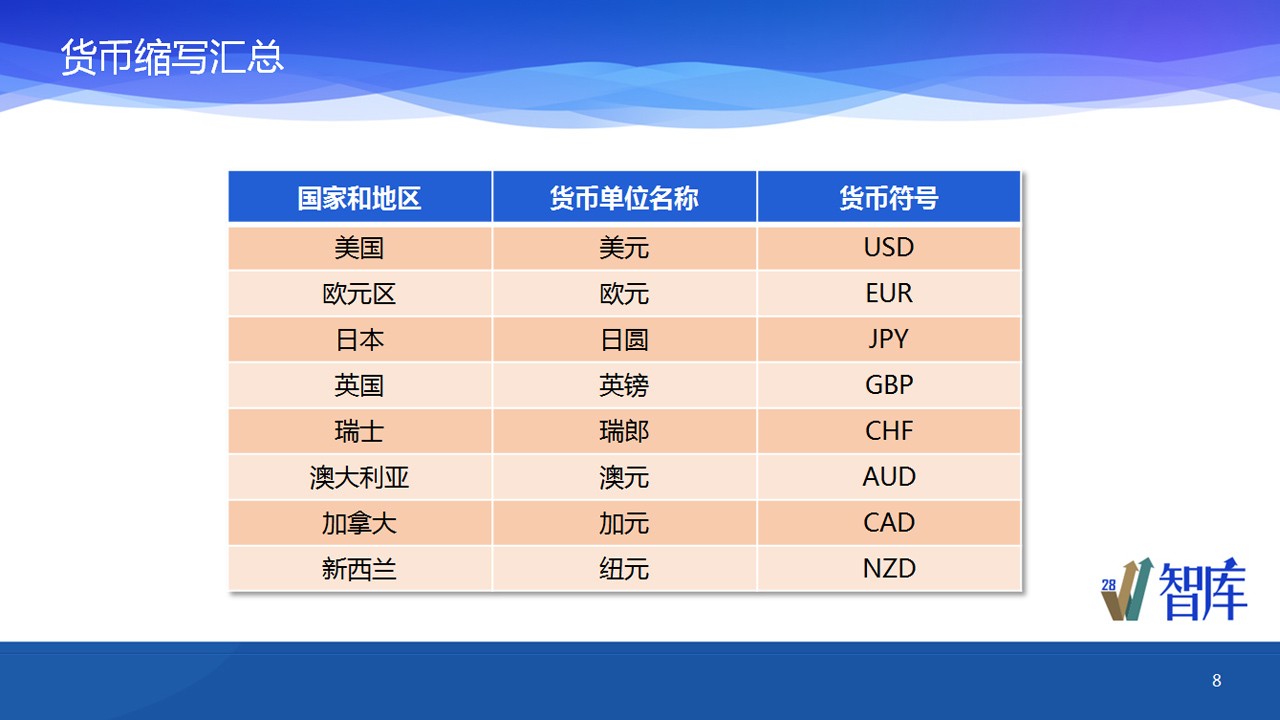 货币缩写汇总
国家和地区 货币单位名称 货币符号
美国 美元 USD
欧元区 欧元 EUR
日本 日圆 JPY
英国 英镑 GBP
瑞士 瑞郎 CHF
澳大利亚 澳元 AUD
加拿大 加元 CAD
新西兰 纽元 NZD
28 智库
8